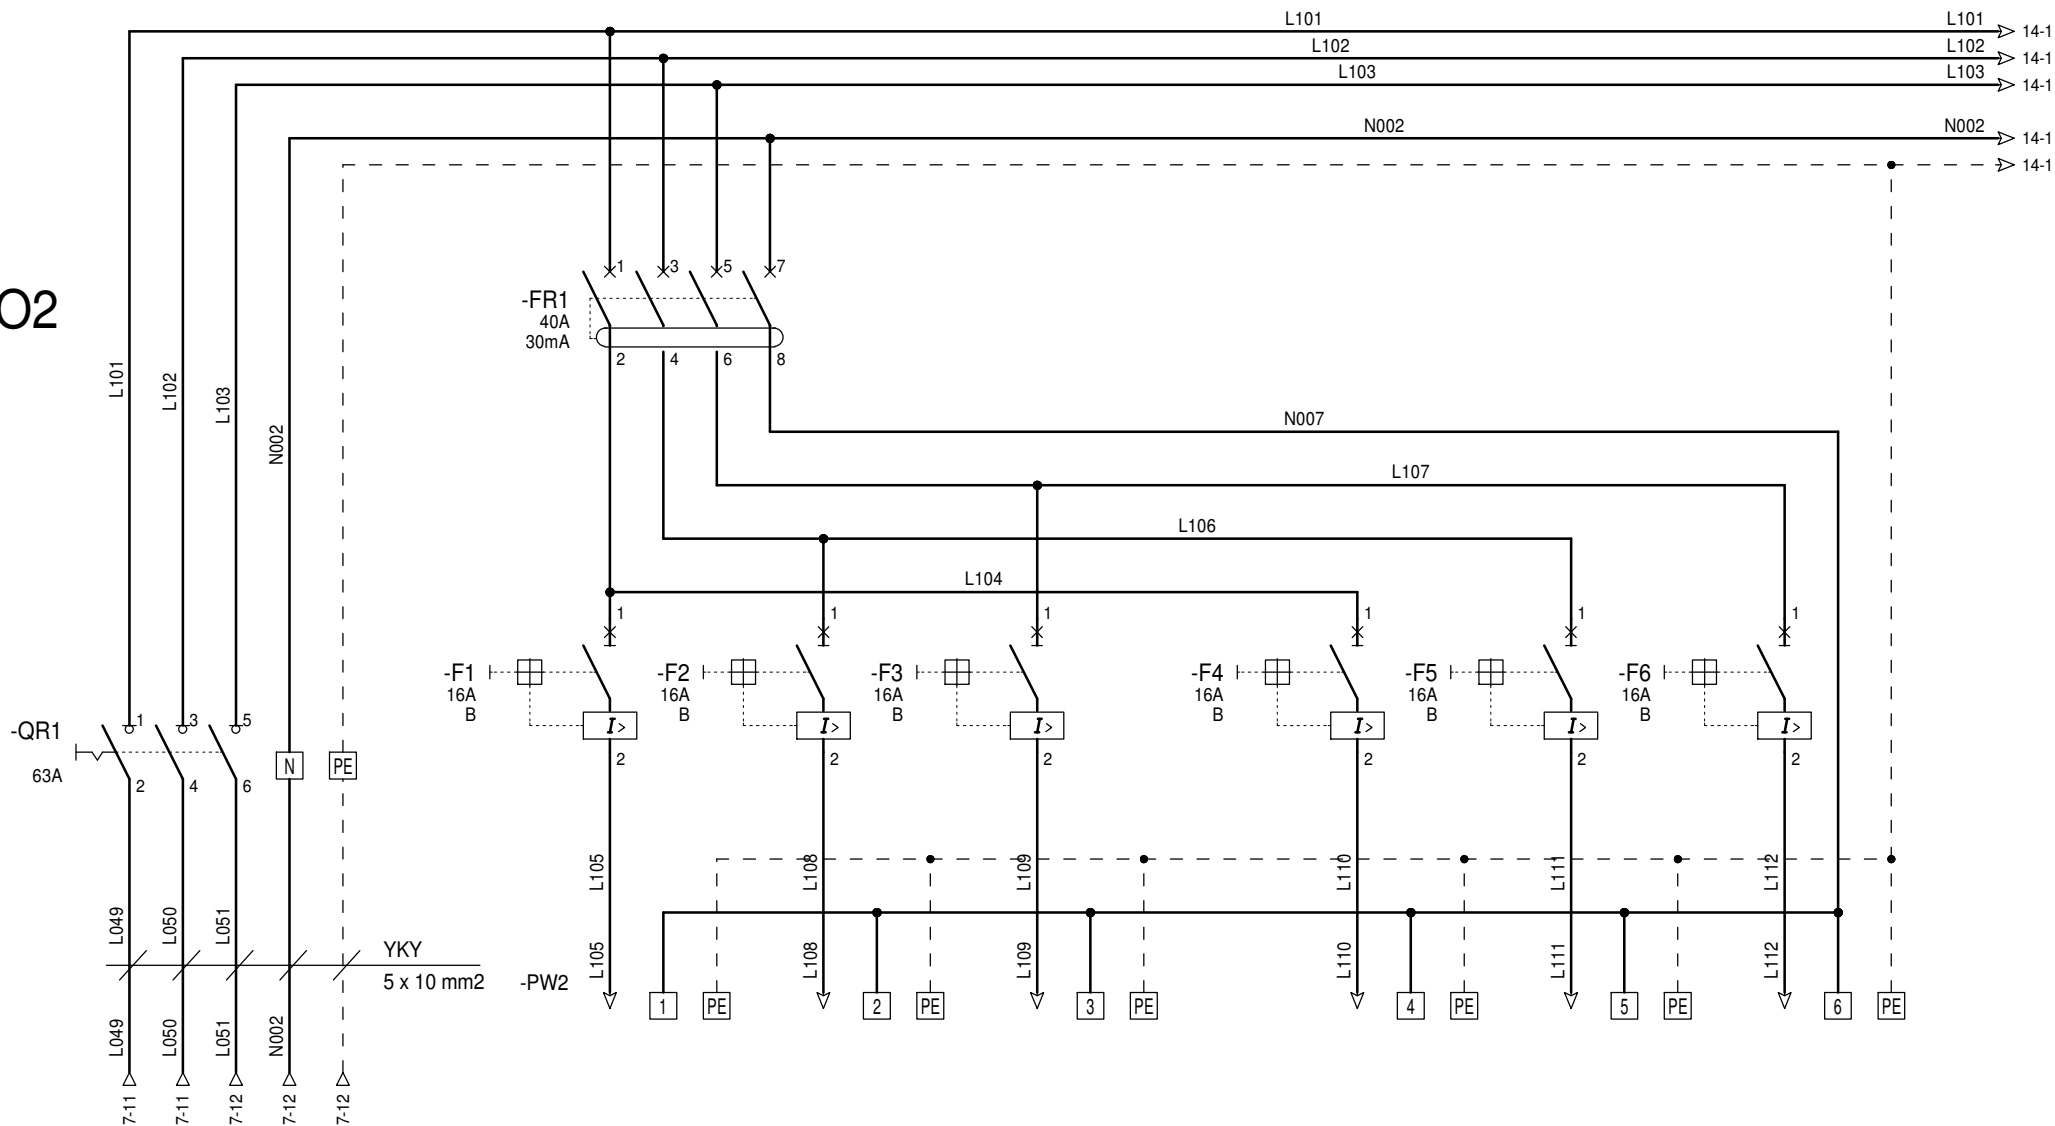 L101 L101 14-1
L102 L102 14-1
L103 L103 14-1
N002 N002 14-1
14-1
O2
1 3 5 7
-FR1
40A
30mA
2 4 6 8
L101 L102 L103 N002
N007
L107
L106
L104
1 1 1 1 1 1
-F1 -F2 -F3 -F4 -F5 -F6
16A 16A 16A 16A 16A 16A
B B B B B B
I> I> I> I> I> I>
2 2 2 2 2 2
1 3 5
-QR1
63A
2 4 6
N PE
L105 L108 L109 L110 L111 L112
L049 L050 L051
YKY
5 x 10 mm2
-PW2
L105 L108 L109 L110 L111 L112
1 PE 2 PE 3 PE 4 PE 5 PE 6 PE
L049 L050 L051 N002
7-11 7-11 7-12 7-12 7-12